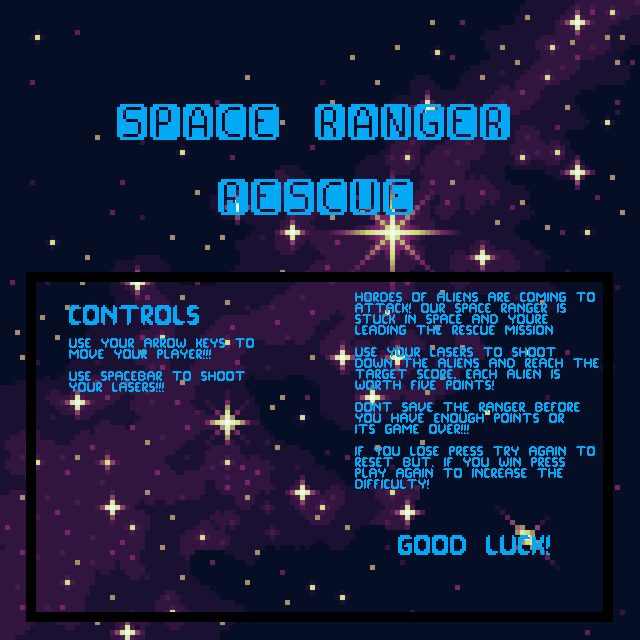 SPACE RANGER
RESCUE
CONTROLS
USE YOUR ARROW KEYS TO
MOVE YOUR PLAYER!!!
USE SPACEBAR TO SHOOT
YOUR LASERS!!!
HORDES OF ALIENS ARE COMING TO
ATTACK! OUR SPACE RANGER IS
STUCK IN SPACE AND YOURE
LEADING THE RESCUE MISSION
USE YOUR LASERS TO SHOOT
DOWN THE ALIENS AND REACH THE
TARGET SCORE. EACH ALIEN IS
WORTH FIVE POINTS!
DONT SAVE THE RANGER BEFORE
YOU HAVE ENOUGH POINTS OR
ITS GAME OVER!!!
IF YOU LOSE PRESS TRY AGAIN TO
RESET BUT IF YOU WIN PRESS
PLAY AGAIN TO INCREASE THE
DIFFICULTY!
GOOD LUCK!